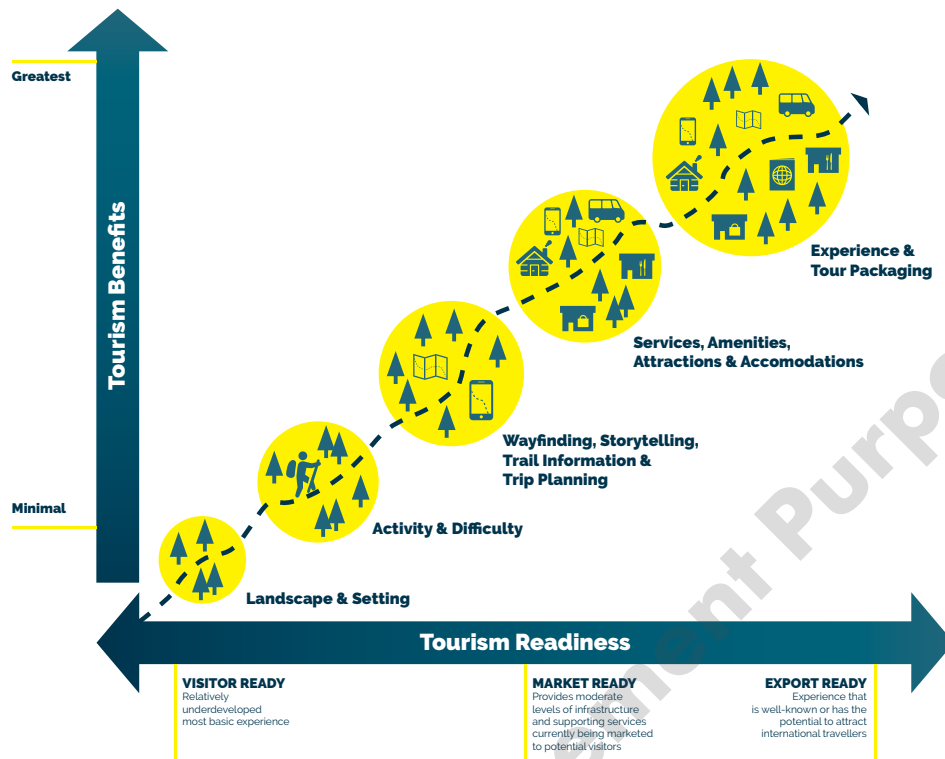 Greatest
Tourism Benefits
Minimal
Experience &
Tour Packaging
Services, Amenities,
Attractions & Accomodations
Wayfinding, Storytelling,
Trail Information &
Trip Planning
Activity & Difficulty
Landscape & Setting
Tourism Readiness
VISITOR READY
Relatively
underdeveloped
most basic experience
MARKET READY
Provides moderate
levels of infrastructure
and supporting services
currently being marketed
to potential visitors
EXPORT READY
Experience that
is well-known or has the
potential to attract
international travellers